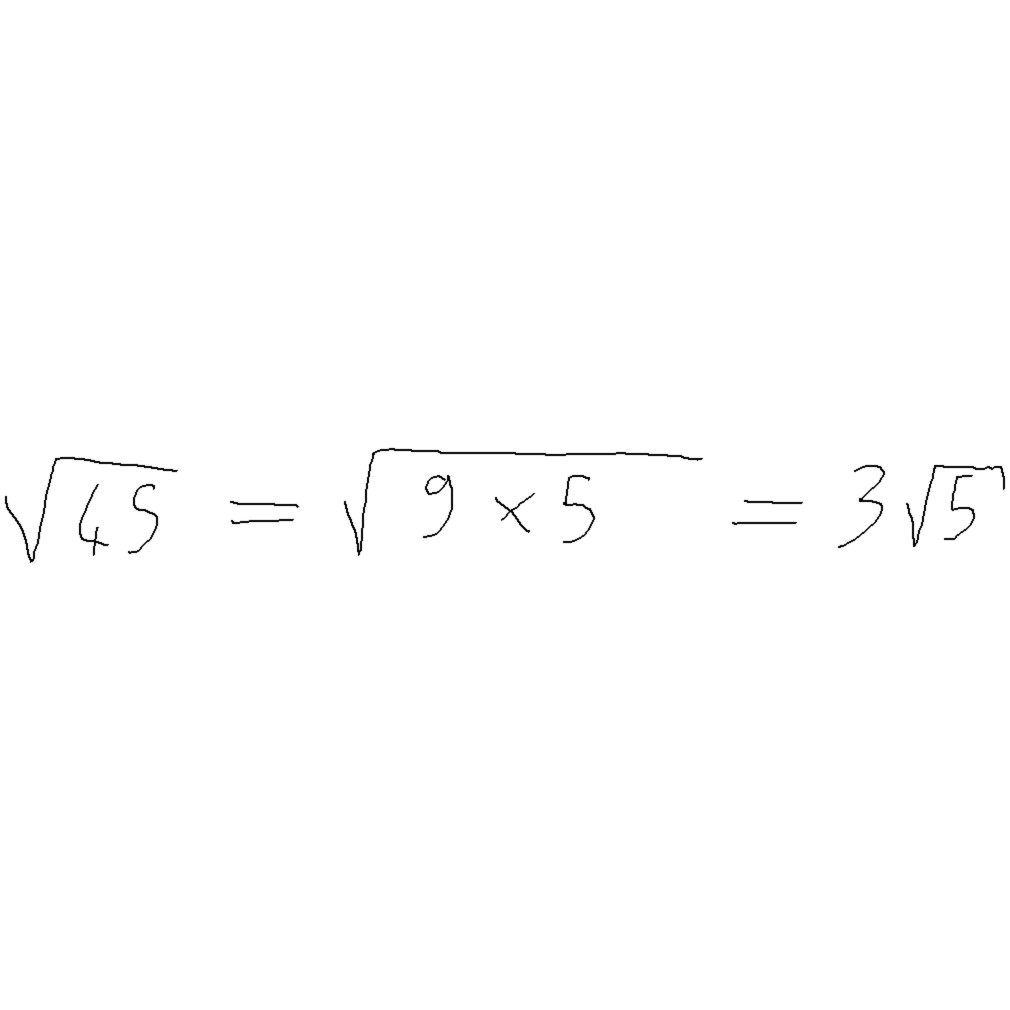 √45 = √9 × 5 = 3√5